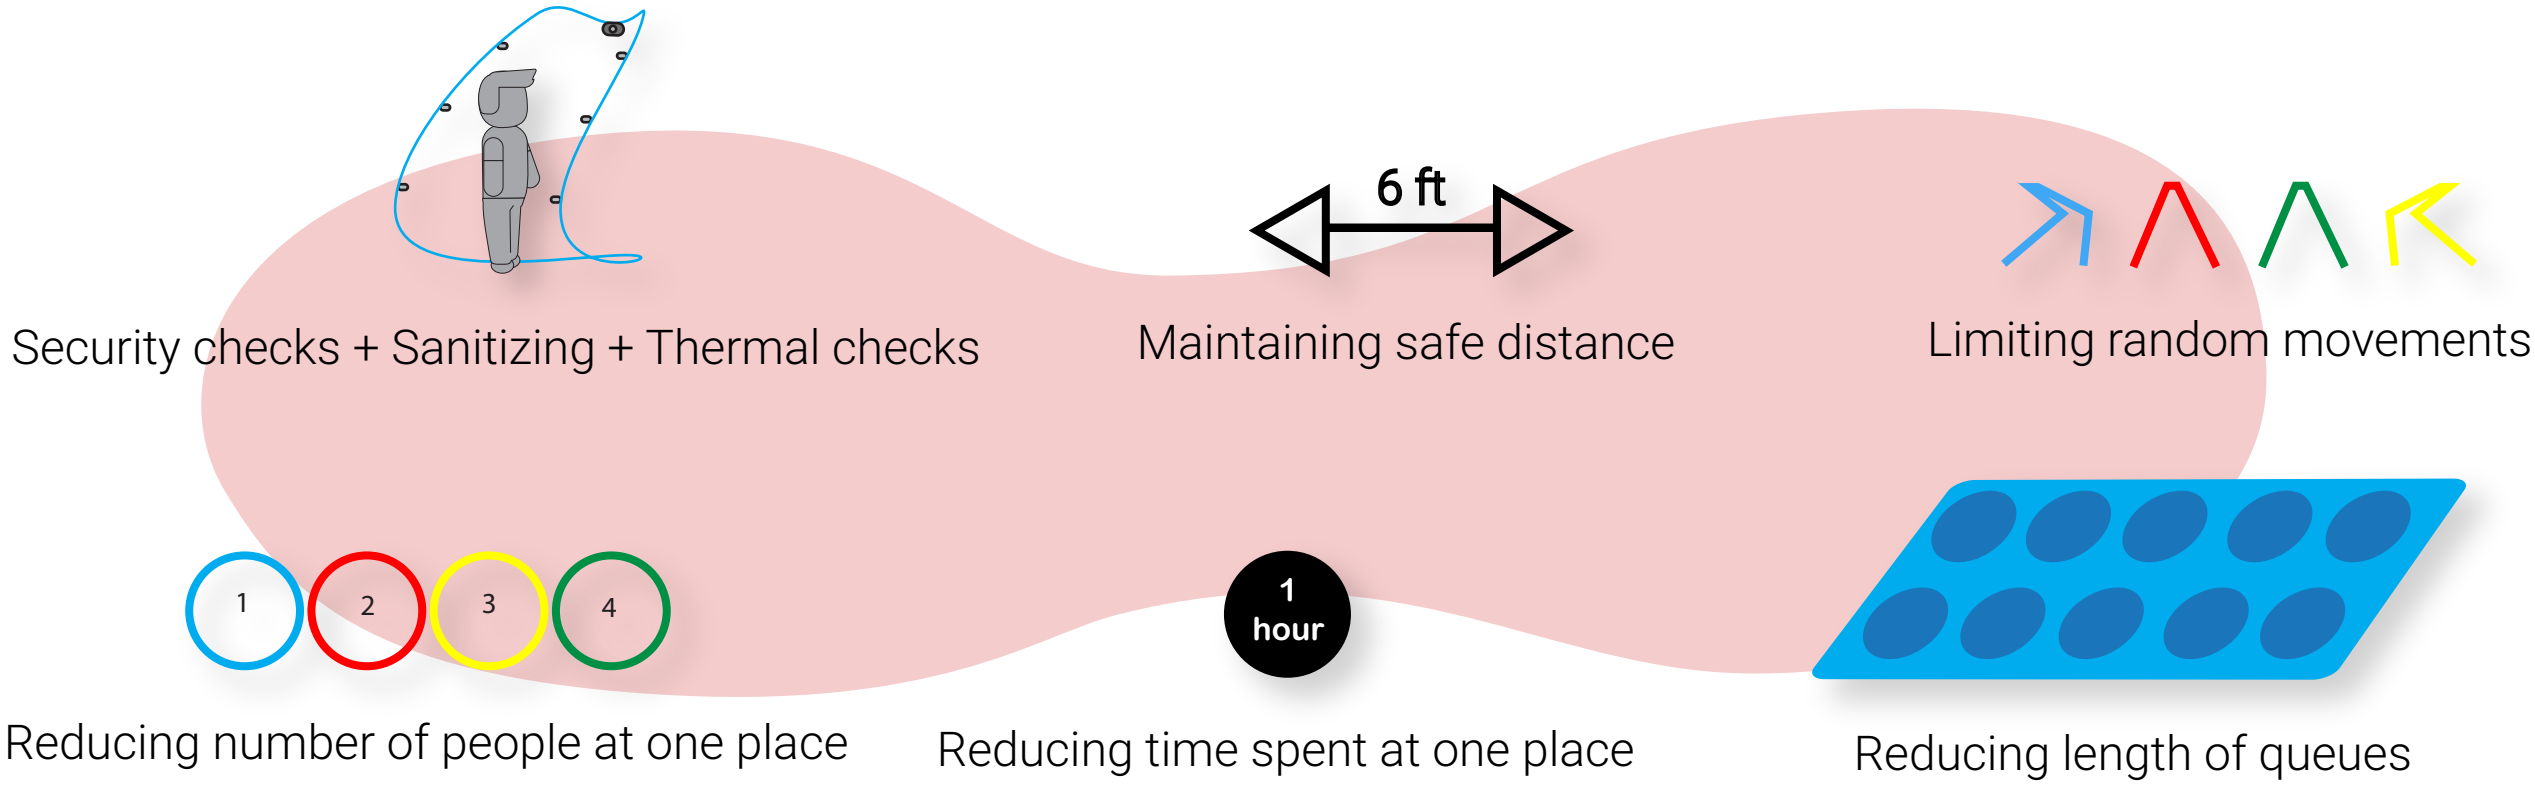 6 ft
Security checks + Sanitizing + Thermal checks
Maintaining safe distance
Limiting random movements
1
2
3
4
1
hour
Reducing number of people at one place
Reducing time spent at one place
Reducing length of queues